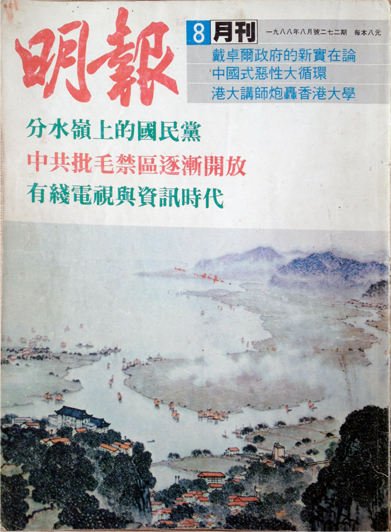 明報
8 月刊
一九八八年八月號二七二期 每本八元
戴卓爾政府的新實在論
中國式惡性大循環
港大講師炮轟香港大學
分水嶺上的國民黨
中共批毛禁區逐漸開放
有綫電視與資訊時代